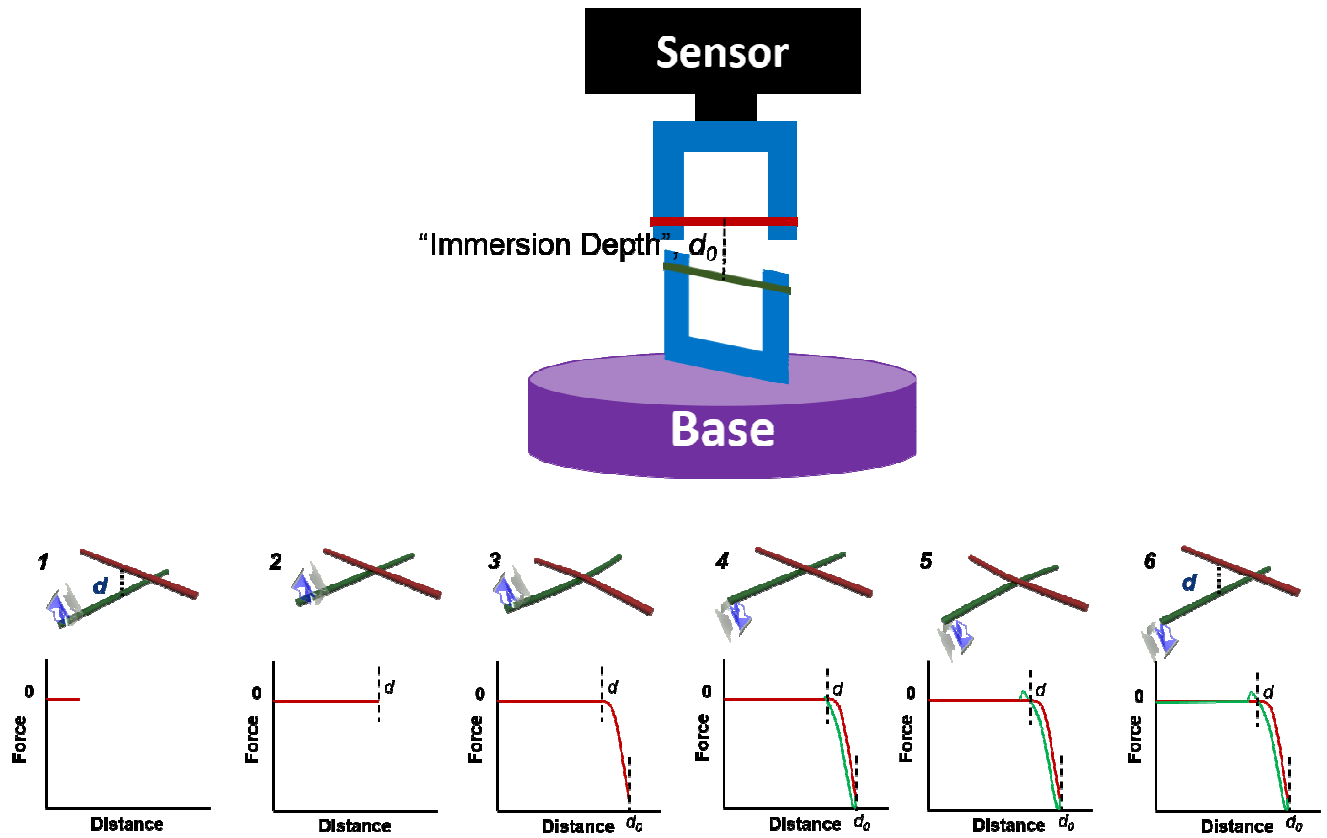 Sensor
“Immersion Depth”, d0
Base
1
d
2
3
4
5
6
d
0
Force
Distance
0
d
Force
Distance
0
d
Force
Distance
d0
0
d
Force
Distance
d0
0
d
Force
Distance
d0
0
d
Force
Distance
d0